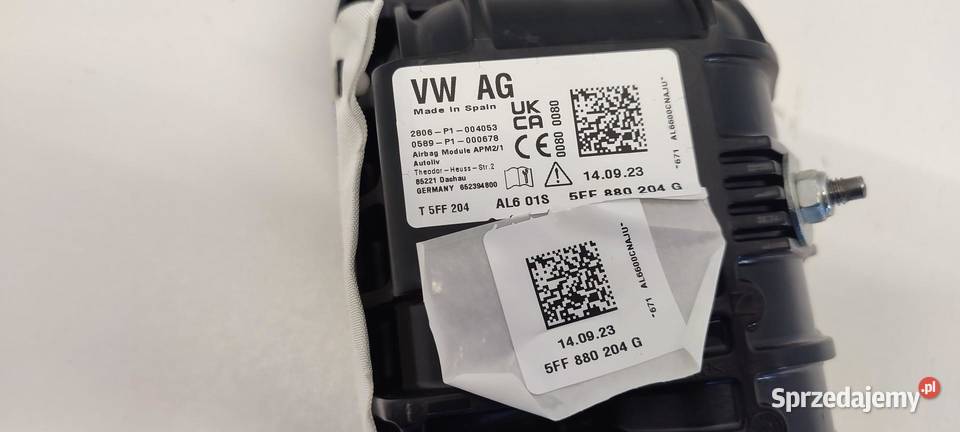 VW AG
Made in Spain
UK
CA
2806-P1-004053
0589-P1-000678
Airbag Module APM2/1
Autoliv
Theodor-Heuss-Str.2
85221 Dachau
GERMANY 652394800
CE
0080 0080
14.09.23
T 5FF 204
AL6 01S
5FF 880 204 G
*671 AL6600CNAJU*
*671 AL6600CNAJU*
14.09.23
5FF 880 204 G
Sprzedajemy.pl